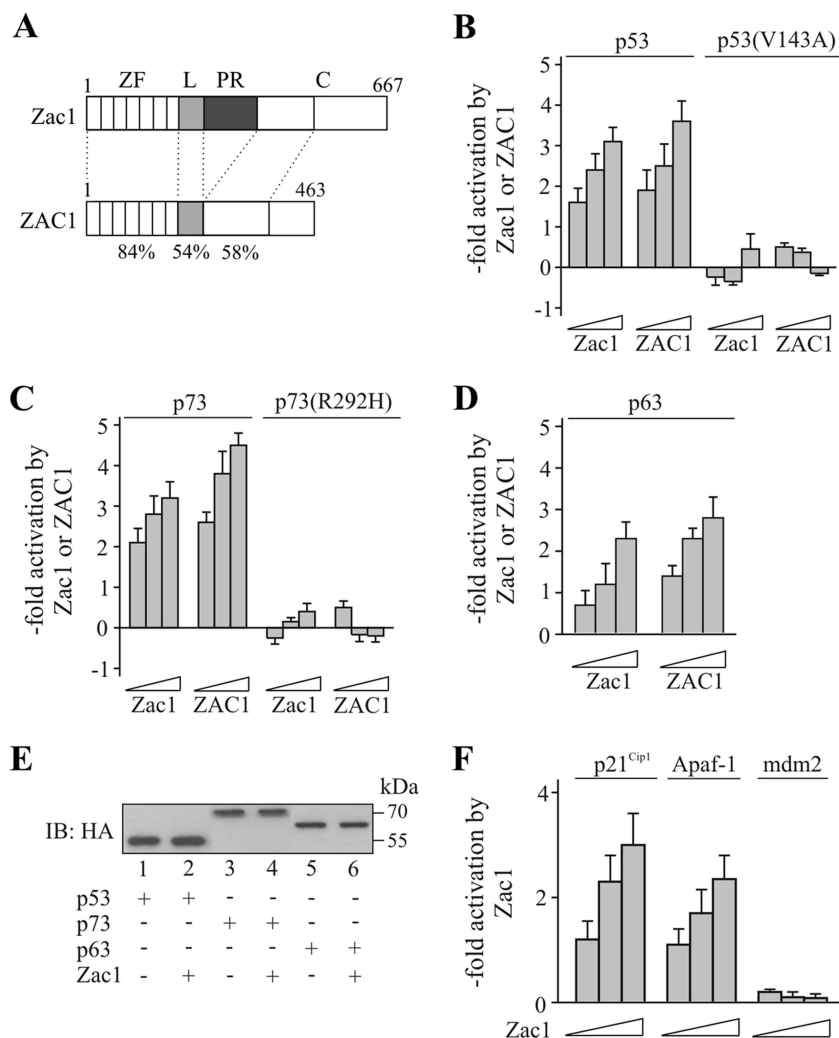 A
1 ZF L PR C 667
Zac1
1 463
ZAC1
84% 54% 58%
B
p53 p53(V143A)
-fold activation by
Zac1 or ZAC1
5
4
3
2
1
0
-1
Zac1 ZAC1 Zac1 ZAC1
C
p73 p73(R292H)
-fold activation by
Zac1 or ZAC1
5
4
3
2
1
0
-1
Zac1 ZAC1 Zac1 ZAC1
D
p63
-fold activation by
Zac1 or ZAC1
5
4
3
2
1
0
Zac1 ZAC1
E
kDa
IB: HA
70
55
1 2 3 4 5 6
p53 + + - - - -
p73 - - + + - -
p63 - - - - + +
Zac1 - + - + - +
F
p21Cip1 Apaf-1 mdm2
-fold activation by
Zac1
4
2
0
Zac1